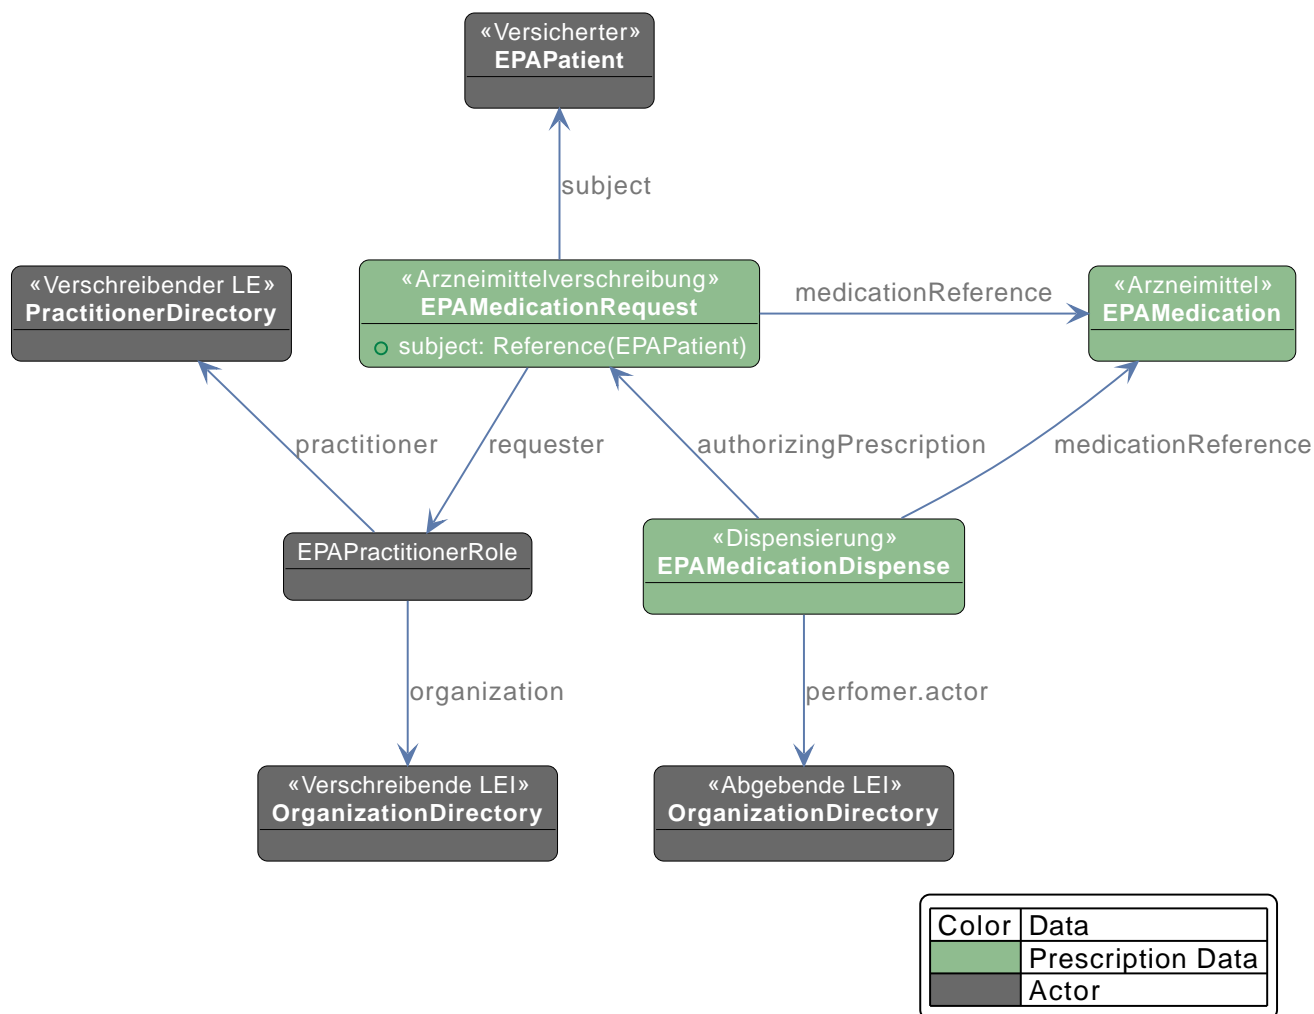 «Versicherter»
EPAPatient
subject
«Verschreibender LE»
PractitionerDirectory
«Arzneimittelverschreibung»
EPAMedicationRequest
subject: Reference(EPAPatient)
medicationReference
«Arzneimittel»
EPAMedication
practitioner
requester
authorizingPrescription
medicationReference
EPAPractitionerRole
«Dispensierung»
EPAMedicationDispense
organization
perfomer.actor
«Verschreibende LEI»
OrganizationDirectory
«Abgebende LEI»
OrganizationDirectory
Color Data
Prescription Data
Actor